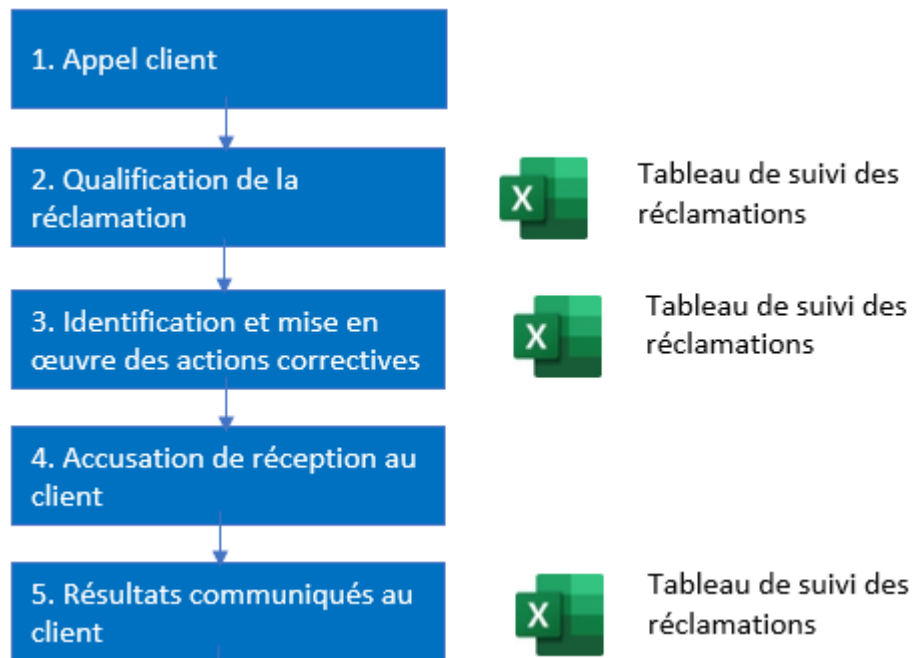 1. Appel client
2. Qualification de la
réclamation
X
Tableau de suivi des
réclamations
3. Identification et mise en
œuvre des actions correctives
X
Tableau de suivi des
réclamations
4. Accusation de réception au
client
5. Résultats communiqués au
client
X
Tableau de suivi des
réclamations